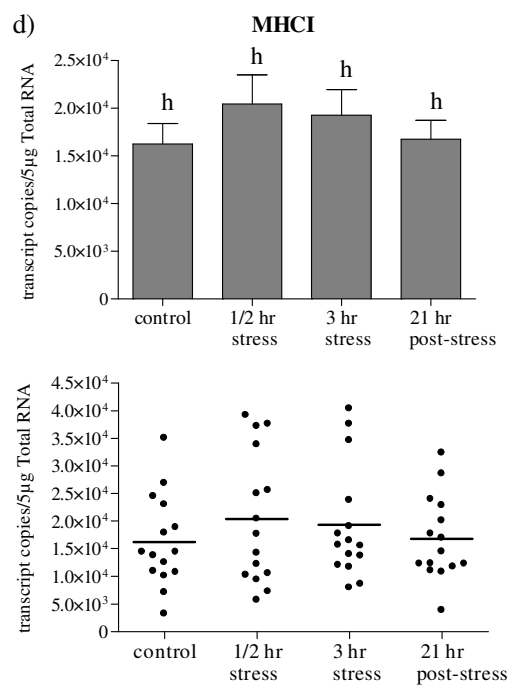 d)
MHCI
transcript copies/5µg Total RNA
2.5×10⁴
2.0×10⁴
1.5×10⁴
1.0×10⁴
5.0×10³
0
h
h
h
h
control
1/2 hr
stress
3 hr
stress
21 hr
post-stress
transcript copies/5µg Total RNA
4.5×10⁴
4.0×10⁴
3.5×10⁴
3.0×10⁴
2.5×10⁴
2.0×10⁴
1.5×10⁴
1.0×10⁴
5.0×10³
0
control
1/2 hr
stress
3 hr
stress
21 hr
post-stress